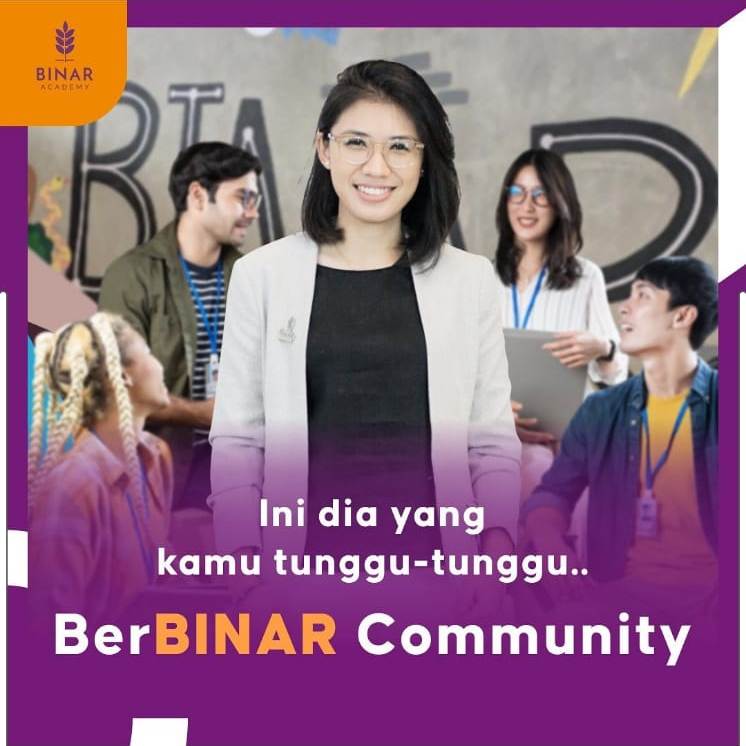 BINAR
ACADEMY
Ini dia yang
kamu tunggu-tunggu..
BerBINAR Community